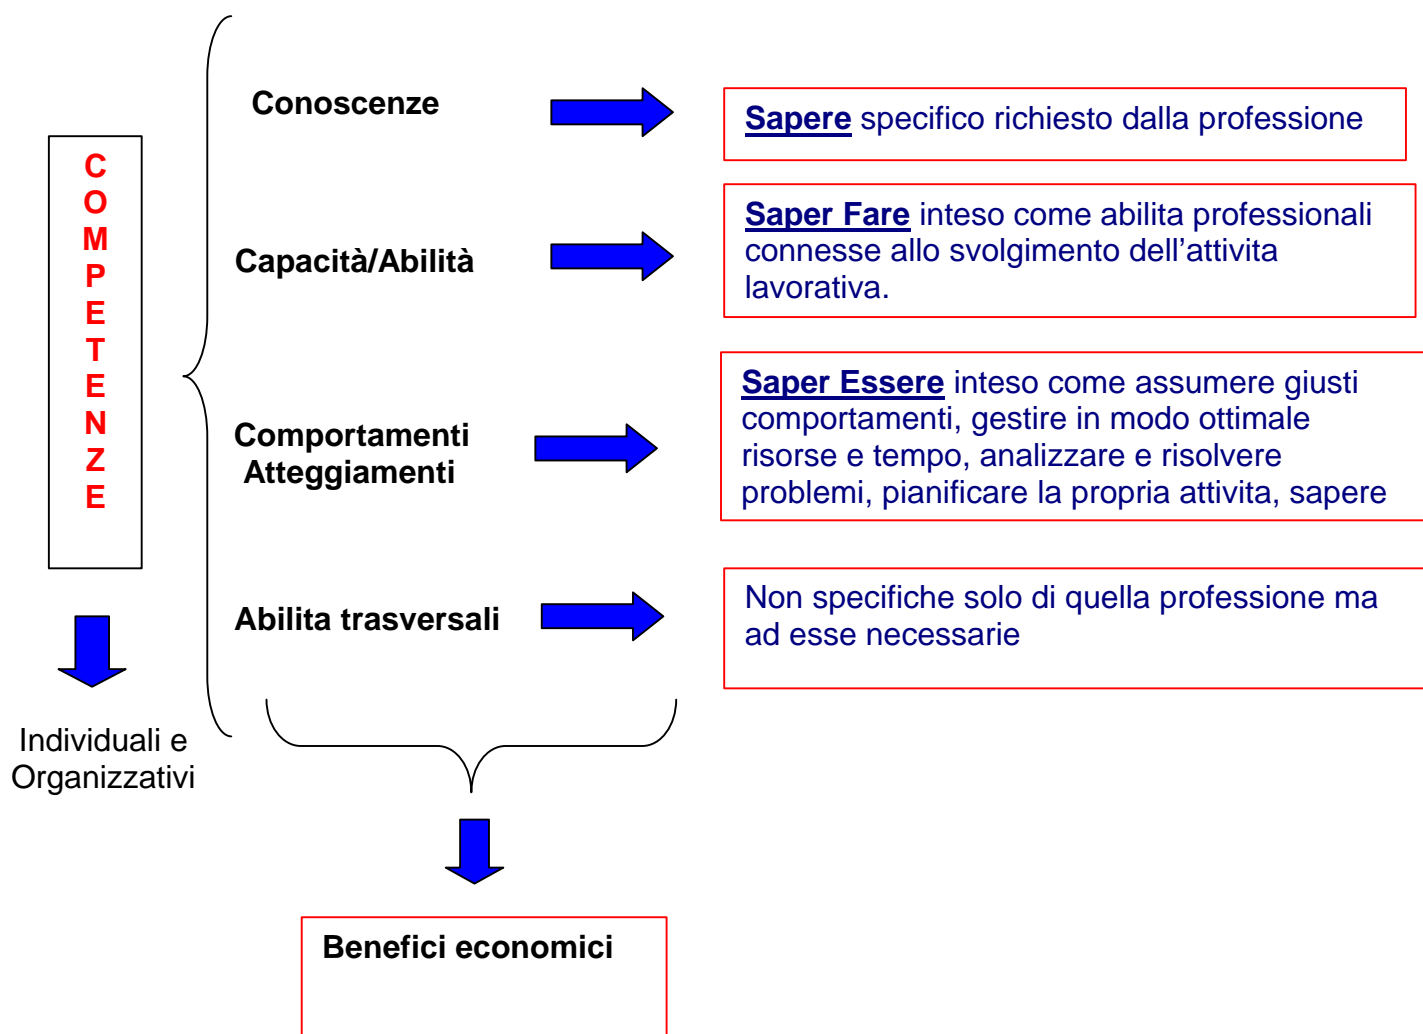 COMPETENZE
Individuali e
Organizzativi
Conoscenze
Sapere specifico richiesto dalla professione
Capacità/Abilità
Saper Fare inteso come abilita professionali
connesse allo svolgimento dell’attivita
lavorativa.
Comportamenti
Atteggiamenti
Saper Essere inteso come assumere giusti
comportamenti, gestire in modo ottimale
risorse e tempo, analizzare e risolvere
problemi, pianificare la propria attivita, sapere
Abilita trasversali
Non specifiche solo di quella professione ma
ad esse necessarie
Benefici economici